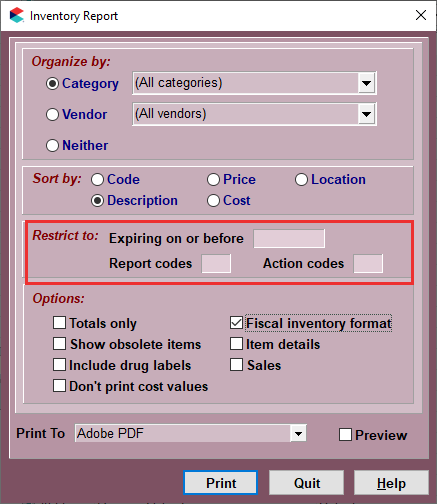 Inventory Report
Organize by:
Category (All categories)
Vendor (All vendors)
Neither
Sort by: Code Price Location
Description Cost
Restrict to: Expiring on or before
Report codes Action codes
Options:
Totals only Fiscal inventory format
Show obsolete items Item details
Include drug labels Sales
Don't print cost values
Print To Adobe PDF Preview
Print Quit Help